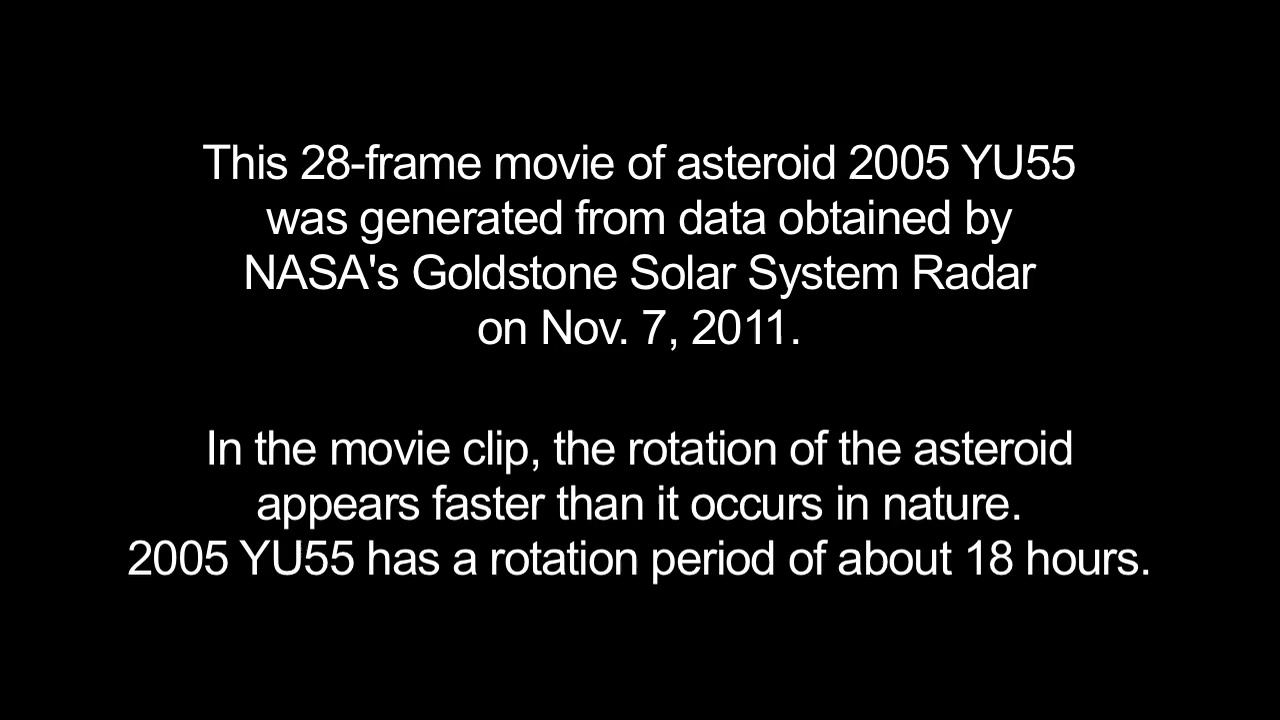 This 28-frame movie of asteroid 2005 YU55
was generated from data obtained by
NASA's Goldstone Solar System Radar
on Nov. 7, 2011.
In the movie clip, the rotation of the asteroid
appears faster than it occurs in nature.
2005 YU55 has a rotation period of about 18 hours.